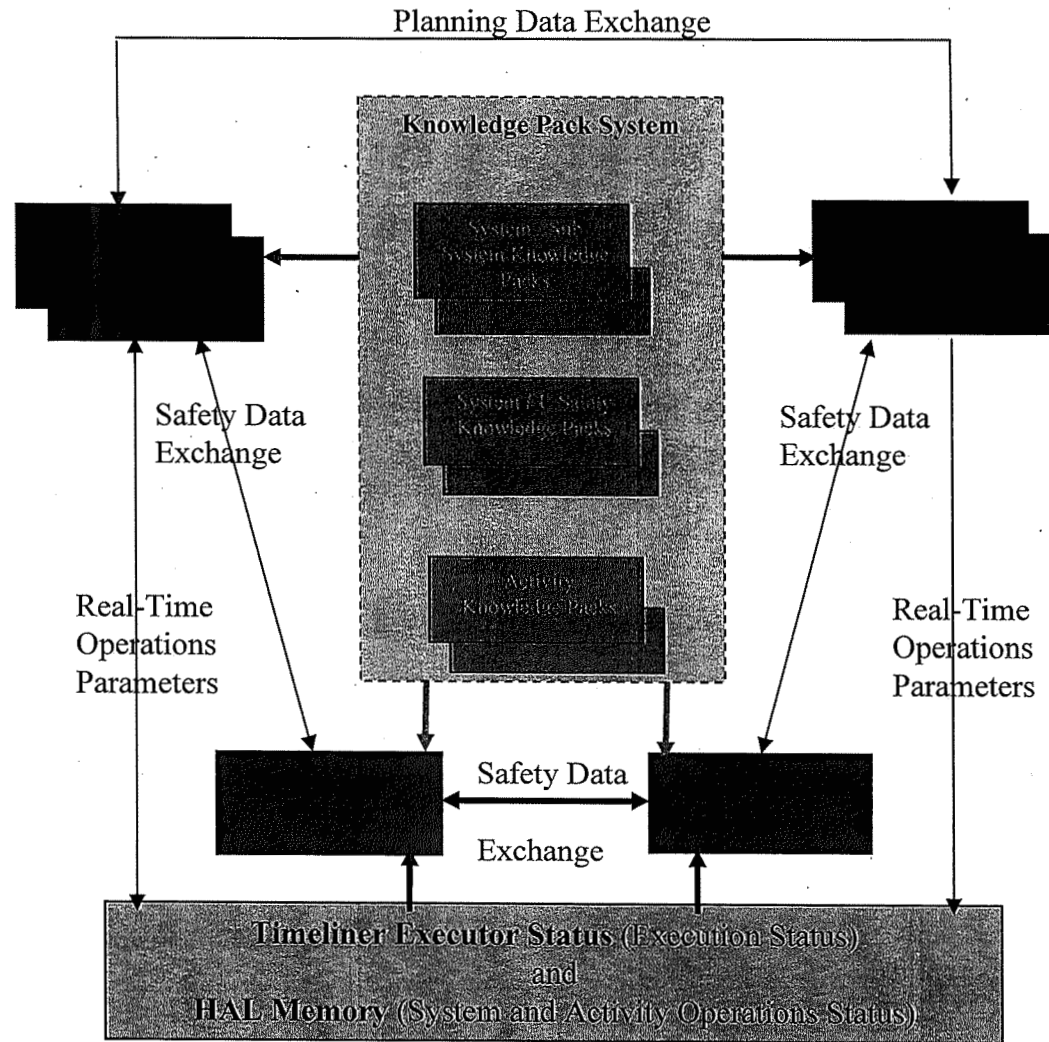 Planning Data Exchange
Knowledge Pack System
System - Sub
System Knowledge
Packs
Safety Data
Exchange
System / C Safety
Knowledge Packs
Safety Data
Exchange
Activity
Knowledge Packs
Real-Time
Operations
Parameters
Real-Time
Operations
Parameters
Safety Data
Exchange
Timeliner Executor Status (Execution Status)
and
HAL Memory (System and Activity Operations Status)